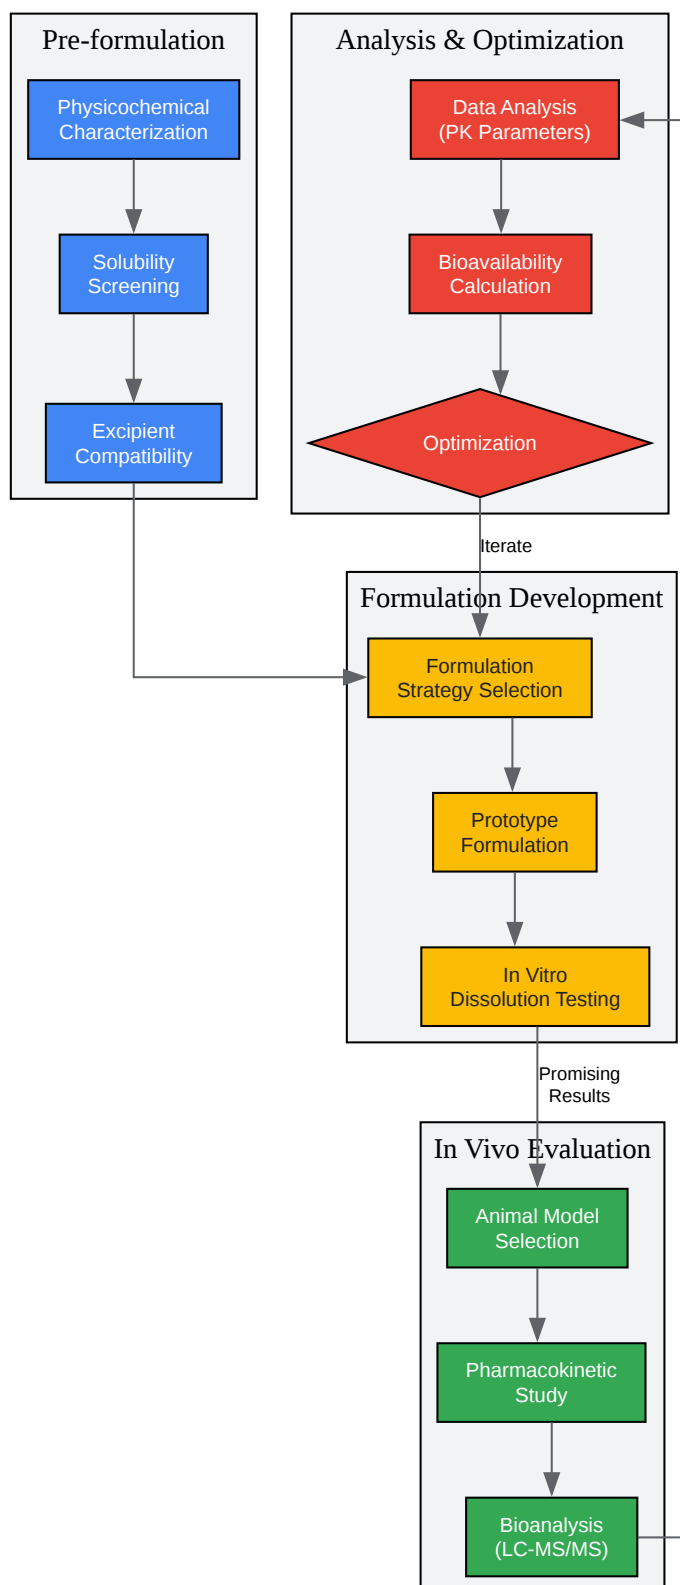 Pre-formulation
Physicochemical
Characterization
Solubility
Screening
Excipient
Compatibility
Analysis & Optimization
Data Analysis
(PK Parameters)
Bioavailability
Calculation
Optimization
Iterate
Formulation Development
Formulation
Strategy Selection
Prototype
Formulation
In Vitro
Dissolution Testing
Promising
Results
In Vivo Evaluation
Animal Model
Selection
Pharmacokinetic
Study
Bioanalysis
(LC-MS/MS)